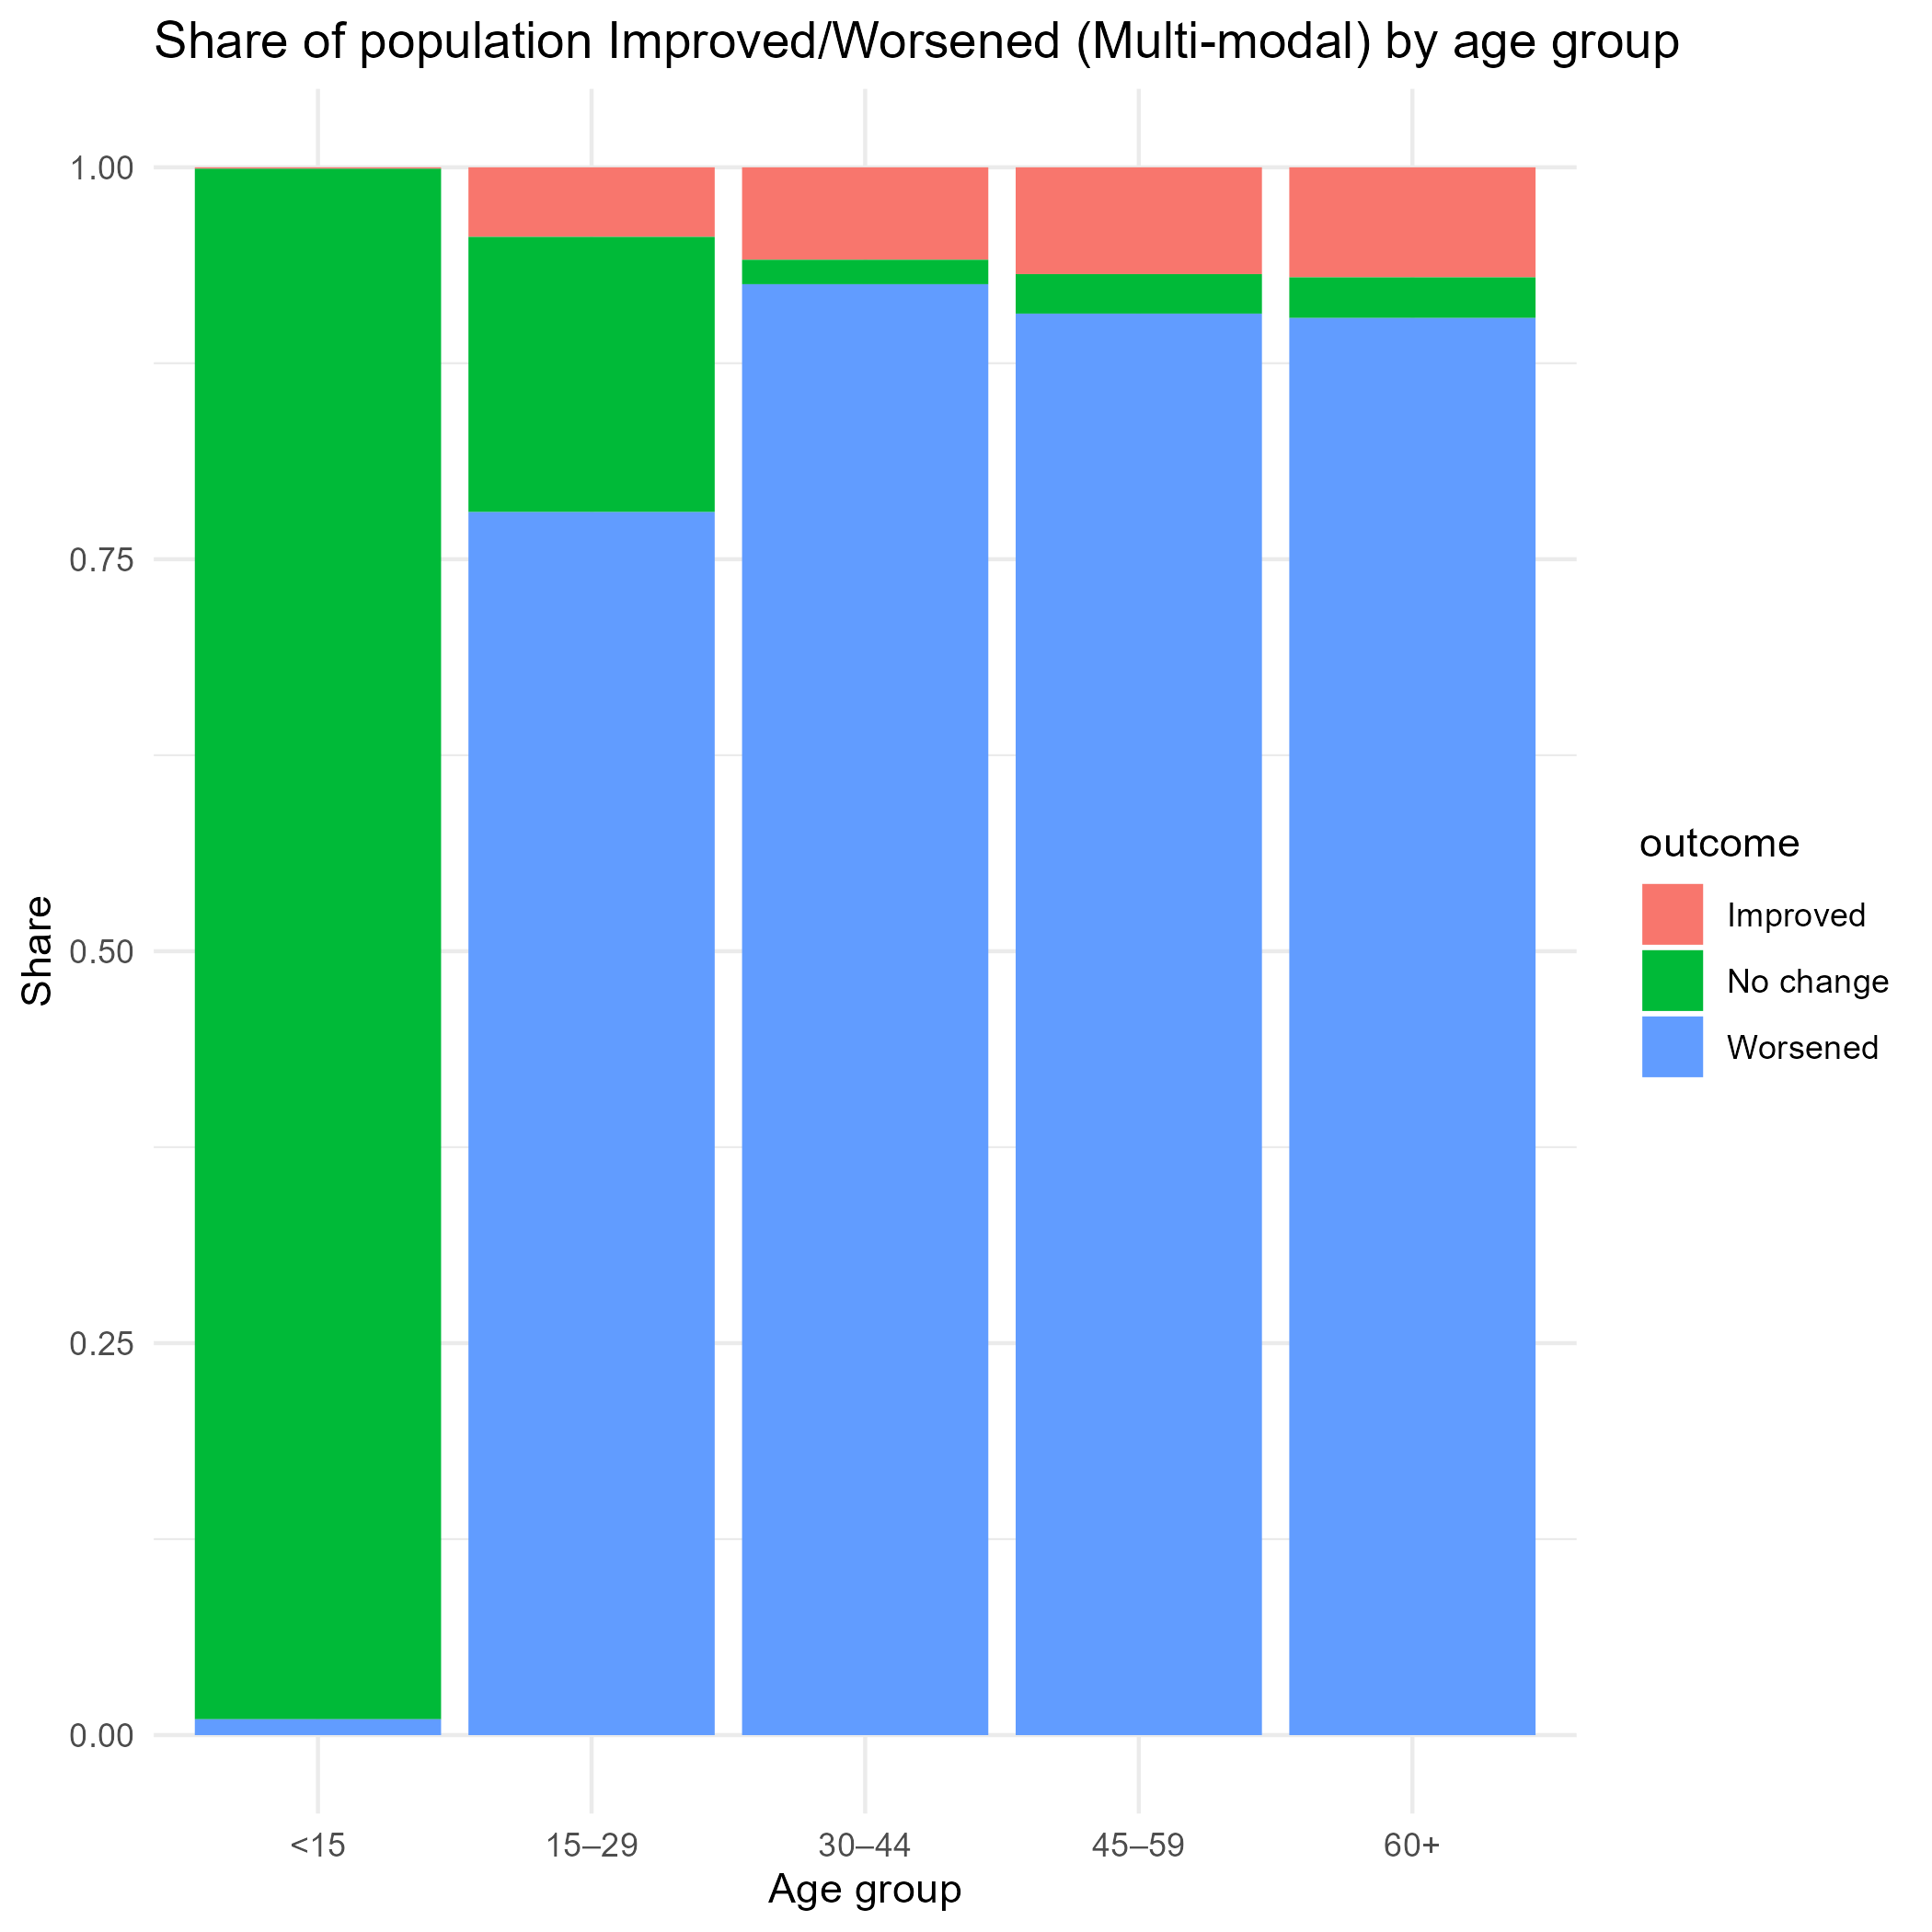 Share of population Improved/Worsened (Multi-modal) by age group
1.00
0.75
0.50
0.25
0.00
Share
<15
15–29
30–44
45–59
60+
Age group
outcome
Improved
No change
Worsened